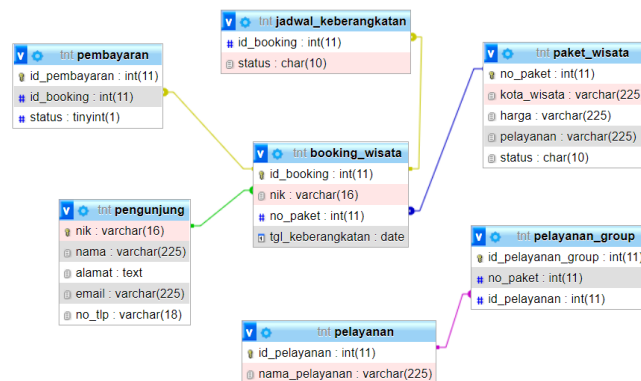 tnt jadwal_keberangkatan
id_booking : int(11)
status : char(10)
tnt pembayaran
id_pembayaran : int(11)
id_booking : int(11)
status : tinyint(1)
tnt paket_wisata
no_paket : int(11)
kota_wisata : varchar(225
harga : varchar(225)
pelayanan : varchar(225)
status : char(10)
tnt booking_wisata
id_booking : int(11)
nik : varchar(16)
no_paket : int(11)
tgl_keberangkatan : date
tnt pengunjung
nik : varchar(16)
nama : varchar(225)
alamat : text
email : varchar(225)
no_tlp : varchar(18)
tnt pelayanan_group
id_pelayanan_group : int(11)
no_paket : int(11)
id_pelayanan : int(11)
tnt pelayanan
id_pelayanan : int(11)
nama_pelayanan : varchar(225)